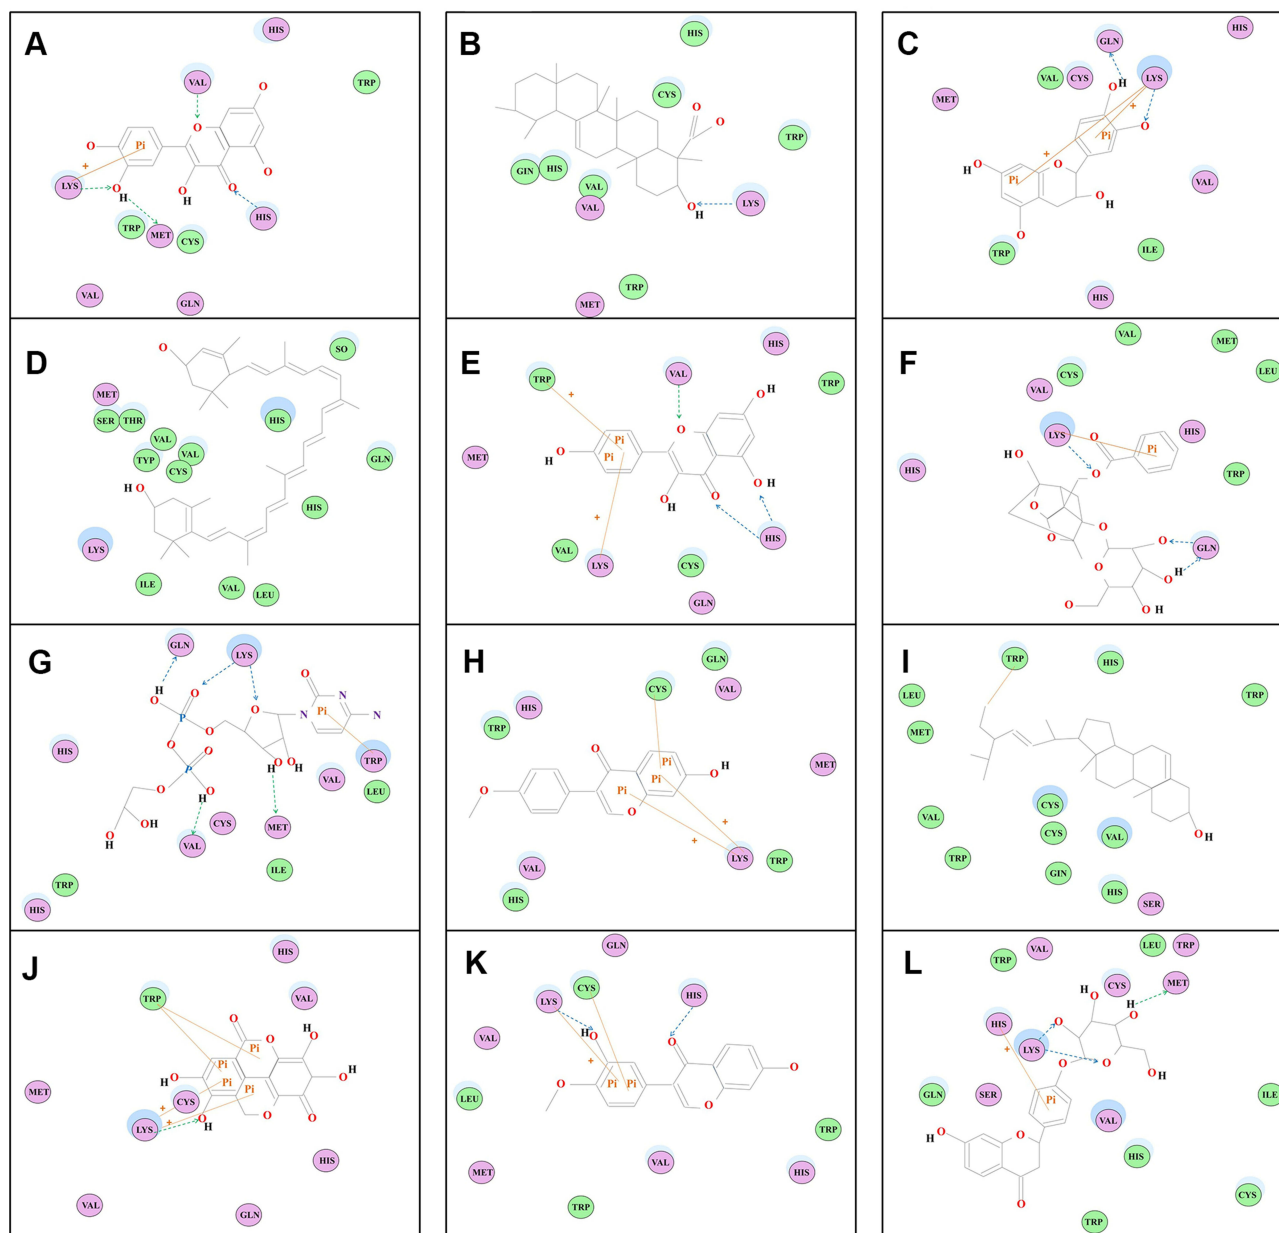 A
HIS
VAL
TRP
O
O
O
Pi
O
+
LYS
O
H
O
H
O
HIS
TRP
MET
CYS
VAL
GLN
B
HIS
CYS
O
O
TRP
GIN
HIS
VAL
VAL
O
H
LYS
TRP
MET
C
GLN
HIS
VAL
CYS
LYS
O
H
MET
+
O
Pi
+
H
O
Pi
O
VAL
O
H
O
TRP
ILE
HIS
D
O
SO
MET
SER
THR
HIS
VAL
TYP
VAL
CYS
GLN
H
O
HIS
LYS
ILE
VAL
LEU
E
HIS
TRP
VAL
TRP
+
O
H
O
Pi
Pi
H
O
MET
O
H
O
O
H
+
HIS
VAL
LYS
CYS
GLN
F
VAL
MET
CYS
LEU
VAL
LYS
O
HIS
Pi
H
O
HIS
O
TRP
O
O
O
O
GLN
O
H
O
O
O
O
H
G
GLN
LYS
O
H
O
O
N
P
O
O
N
Pi
N
HIS
O
O
P
O
H
O
H
TRP
VAL
O
O
H
LEU
O
H
CYS
MET
O
H
VAL
ILE
TRP
HIS
H
GLN
CYS
VAL
HIS
TRP
O
Pi
MET
Pi
O
H
Pi
O
O
+
+
LYS
TRP
VAL
HIS
I
TRP
HIS
LEU
TRP
MET
CYS
VAL
CYS
VAL
O
H
TRP
GIN
HIS
SER
J
HIS
TRP
VAL
O
O
H
O
Pi
Pi
H
O
Pi
Pi
O
H
MET
CYS
O
O
+
LYS
+
O
H
O
HIS
VAL
GLN
K
GLN
CYS
LYS
HIS
H
O
VAL
O
+
Pi
Pi
O
O
LEU
O
TRP
VAL
MET
HIS
TRP
L
VAL
LEU
TRP
TRP
CYS
MET
H
O
H
HIS
O
O
LYS
+
O
O
O
H
GLN
SER
Pi
ILE
VAL
H
O
O
HIS
O
CYS
TRP